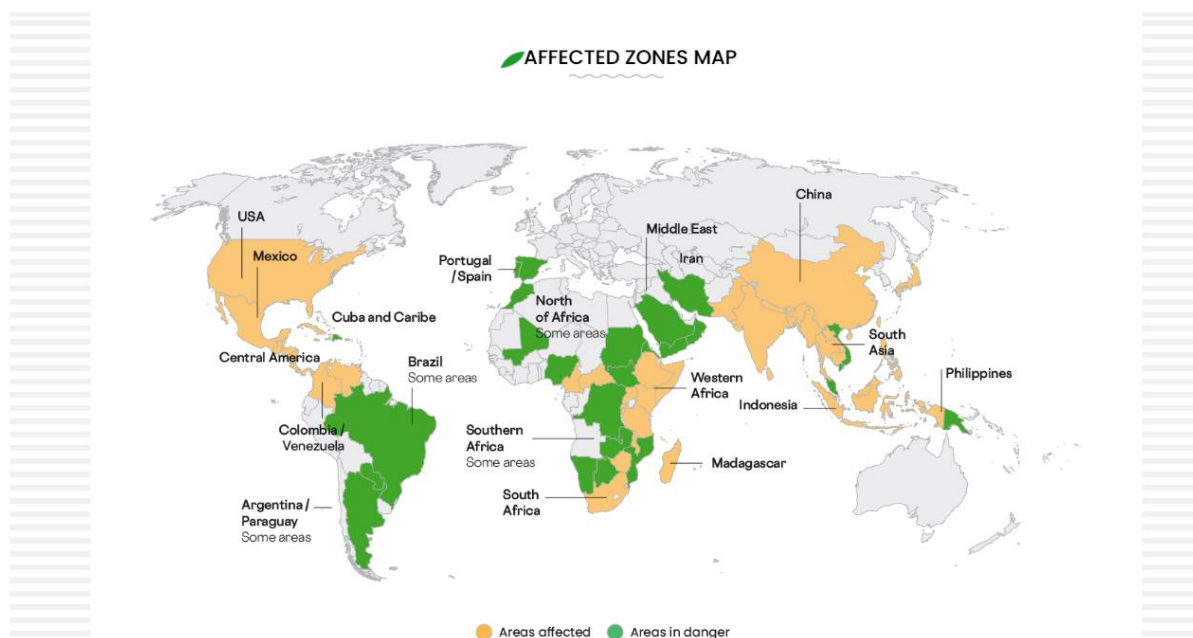 AFFECTED ZONES MAP
China
USA
Middle East
Mexico
Iran
Portugal
/Spain
North
of Africa
Some areas
Cuba and Caribe
South
Asia
Central America
Brazil
Some areas
Philippines
Western
Africa
Indonesia
Colombia /
Venezuela
Southern
Africa
Some areas
Madagascar
South
Africa
Argentina /
Paraguay
Some areas
Areas affected
Areas in danger